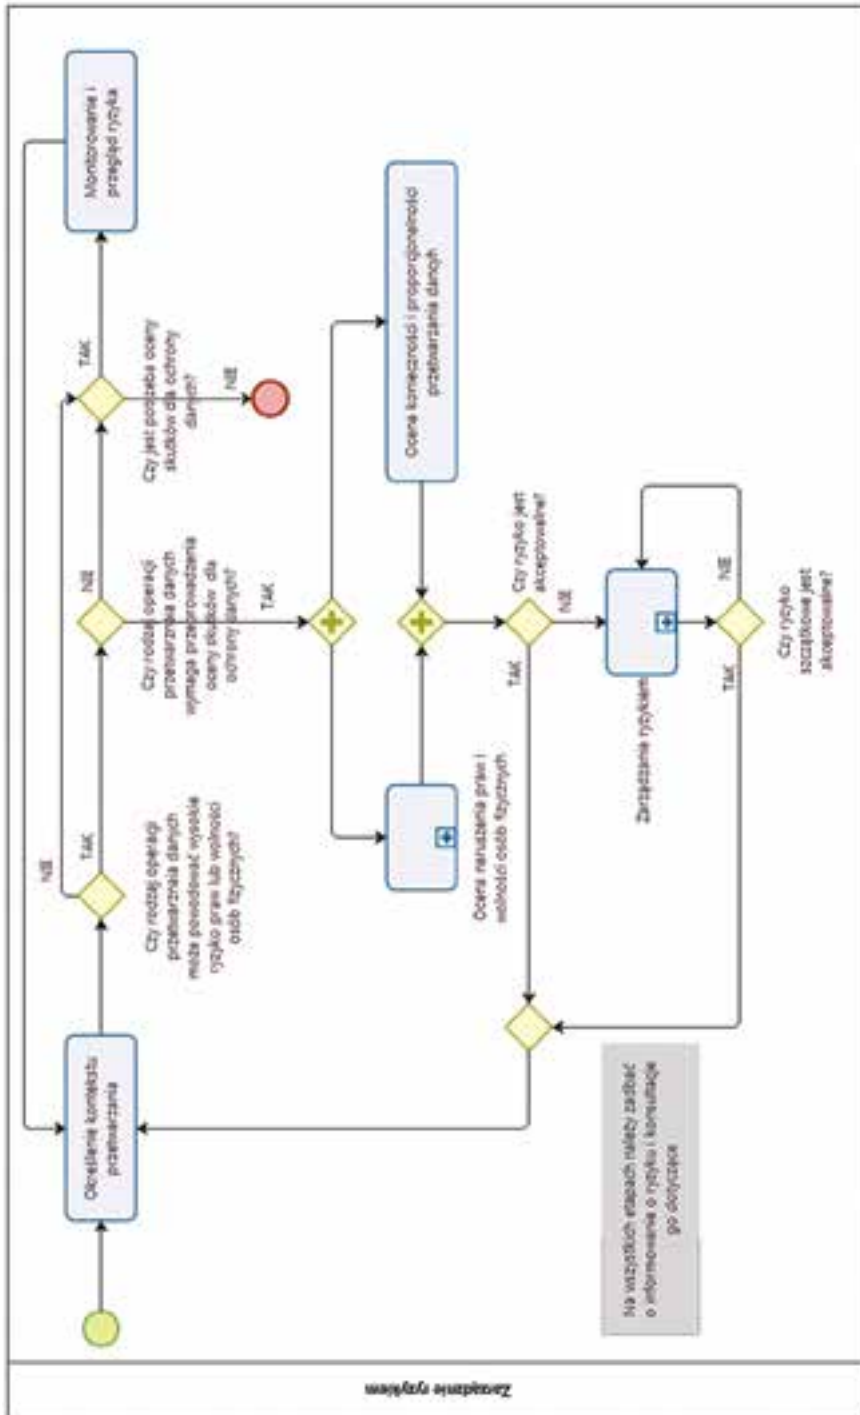 Zarządzanie ryzykiem
Określenie kontekstu
przetwarzania
NIE
TAK
Czy rodzaj operacji
przetwarznaia danych
może powodować wysokie
ryzyko praw lub wolności
osób fizycznych?
NIE
Czy rodzaj operacji
przetwarznaia danych
wymaga przeprowadzenia
oceny skutków dla
ochrony danych?
TAK
TAK
Czy jest potrzeba oceny
skutków dla ochrony
danych?
NIE
Monitorowanie i
przegląd ryzyka
Ocena naruszania praw i
wolności osób fizycznych
Ocena konieczności i proporcjonalności
przetwarzania danych
Czy ryzyko jest
akceptowalne?
TAK
NIE
Zarządzanie ryzykiem
TAK
NIE
Czy ryzyko
szczątkowe jest
akceptowalne?
Na wszystkich etapach należy zadbać
o informowanie o ryzyku i konsultacje
go dotyczące